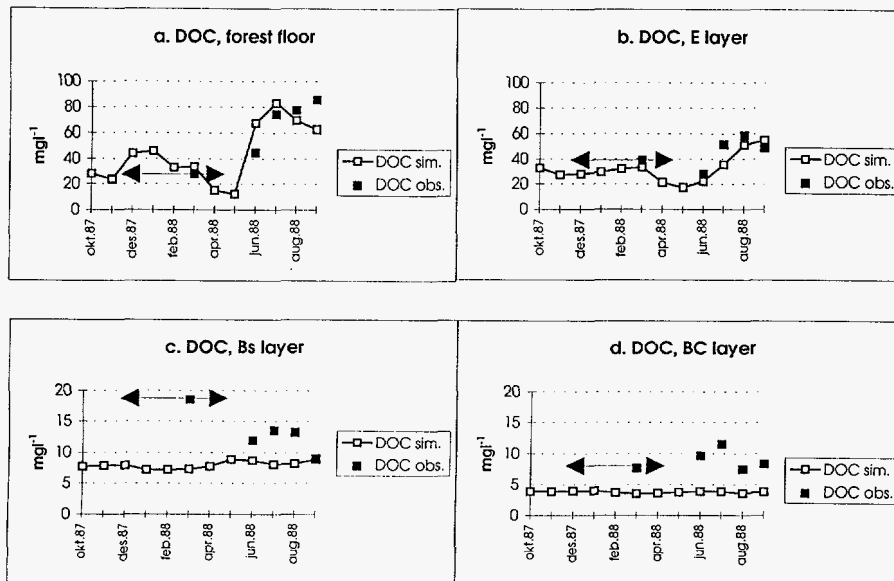 a. DOC, forest floor
100
80
60
40
20
0
mgl⁻¹
okt.87
des.87
feb.88
apr.88
jun.88
aug.88
DOC sim.
DOC obs.
b. DOC, E layer
100
80
60
40
20
0
mgl⁻¹
okt.87
des.87
feb.88
apr.88
jun.88
aug.88
DOC sim.
DOC obs.
c. DOC, Bs layer
20
15
10
5
0
mgl⁻¹
okt.87
des.87
feb.88
apr.88
jun.88
aug.88
DOC sim.
DOC obs.
d. DOC, BC layer
20
15
10
5
0
mgl⁻¹
okt.87
des.87
feb.88
apr.88
jun.88
aug.88
DOC sim.
DOC obs.